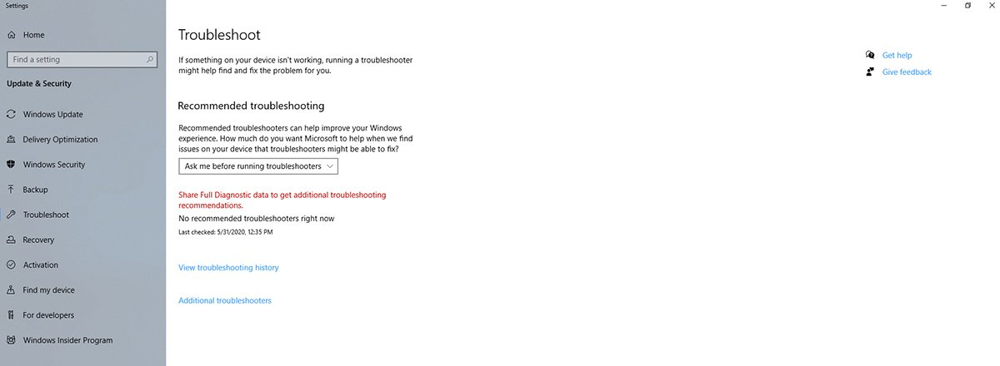 Settings
Home
Find a setting
Update & Security
Windows Update
Delivery Optimization
Windows Security
Backup
Troubleshoot
Recovery
Activation
Find my device
For developers
Windows Insider Program
Troubleshoot
If something on your device isn't working, running a troubleshooter
might help find and fix the problem for you.
Recommended troubleshooting
Recommended troubleshooters can help improve your Windows
experience. How much do you want Microsoft to help when we find
issues on your device that troubleshooters might be able to fix?
Ask me before running troubleshooters
Share Full Diagnostic data to get additional troubleshooting
recommendations.
No recommended troubleshooters right now
Last checked: 5/31/2020, 12:35 PM
View troubleshooting history
Additional troubleshooters
Get help
Give feedback